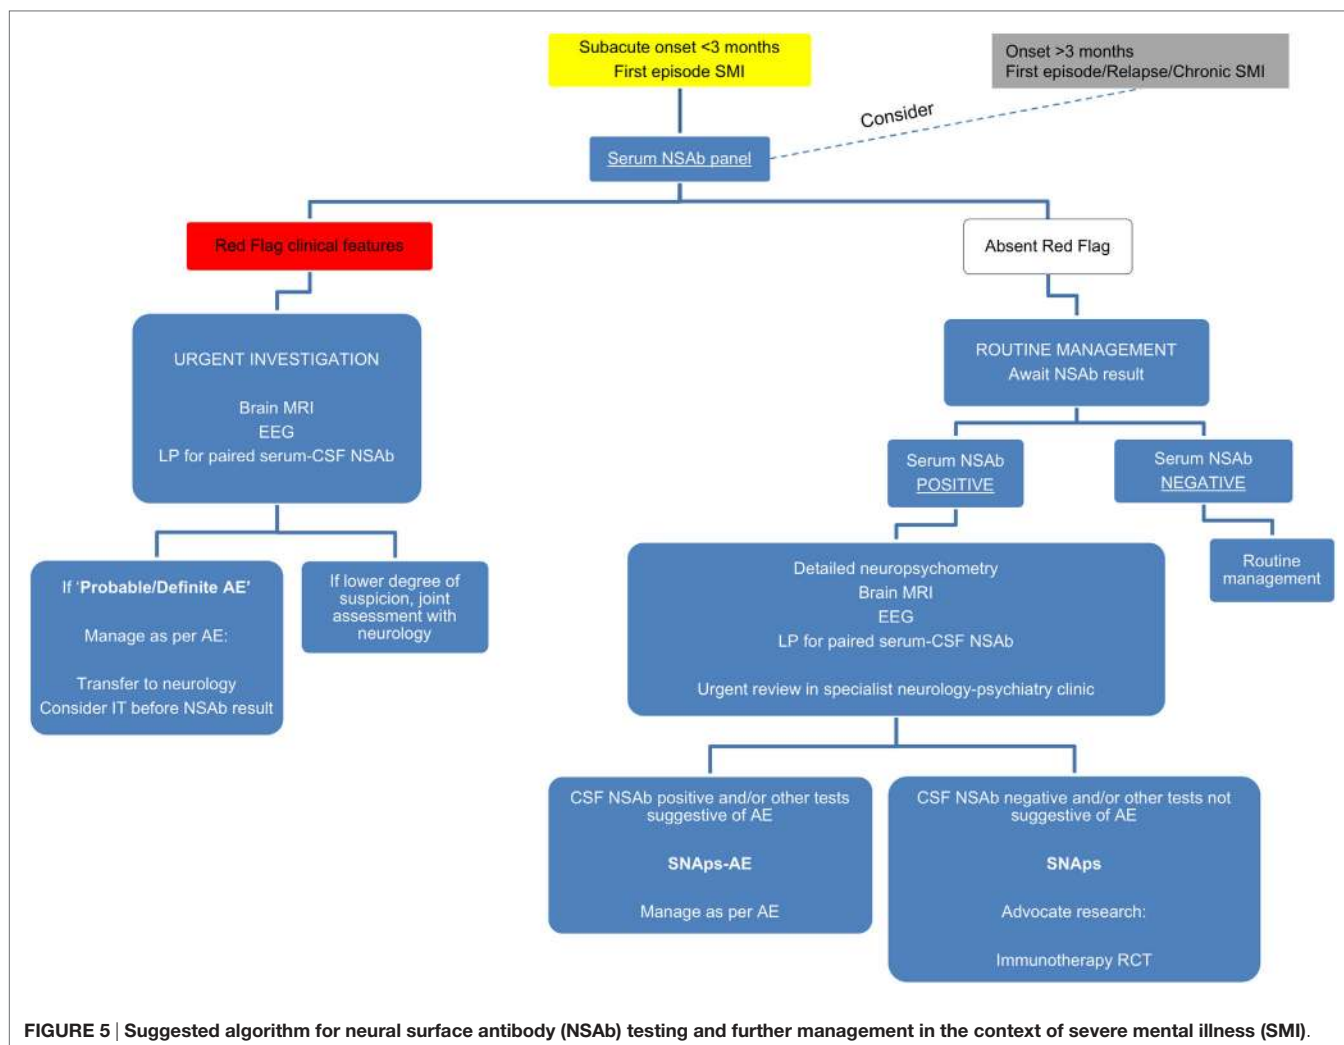 Subacute onset <3 months
First episode SMI
Onset >3 months
First episode/Relapse/Chronic SMI
Consider
Serum NSAb panel
Red Flag clinical features
Absent Red Flag
URGENT INVESTIGATION
Brain MRI
EEG
LP for paired serum-CSF NSAb
ROUTINE MANAGEMENT
Await NSAb result
Serum NSAb
POSITIVE
Serum NSAb
NEGATIVE
If ‘Probable/Definite AE’
Manage as per AE:
Transfer to neurology
Consider IT before NSAb result
If lower degree of
suspicion, joint
assessment with
neurology
Detailed neuropsychometry
Brain MRI
EEG
LP for paired serum-CSF NSAb
Urgent review in specialist neurology-psychiatry clinic
Routine
management
CSF NSAb positive and/or other tests
suggestive of AE
SNAps-AE
Manage as per AE
CSF NSAb negative and/or other tests not
suggestive of AE
SNAps
Advocate research:
Immunotherapy RCT
FIGURE 5 | Suggested algorithm for neural surface antibody (NSAb) testing and further management in the context of severe mental illness (SMI).